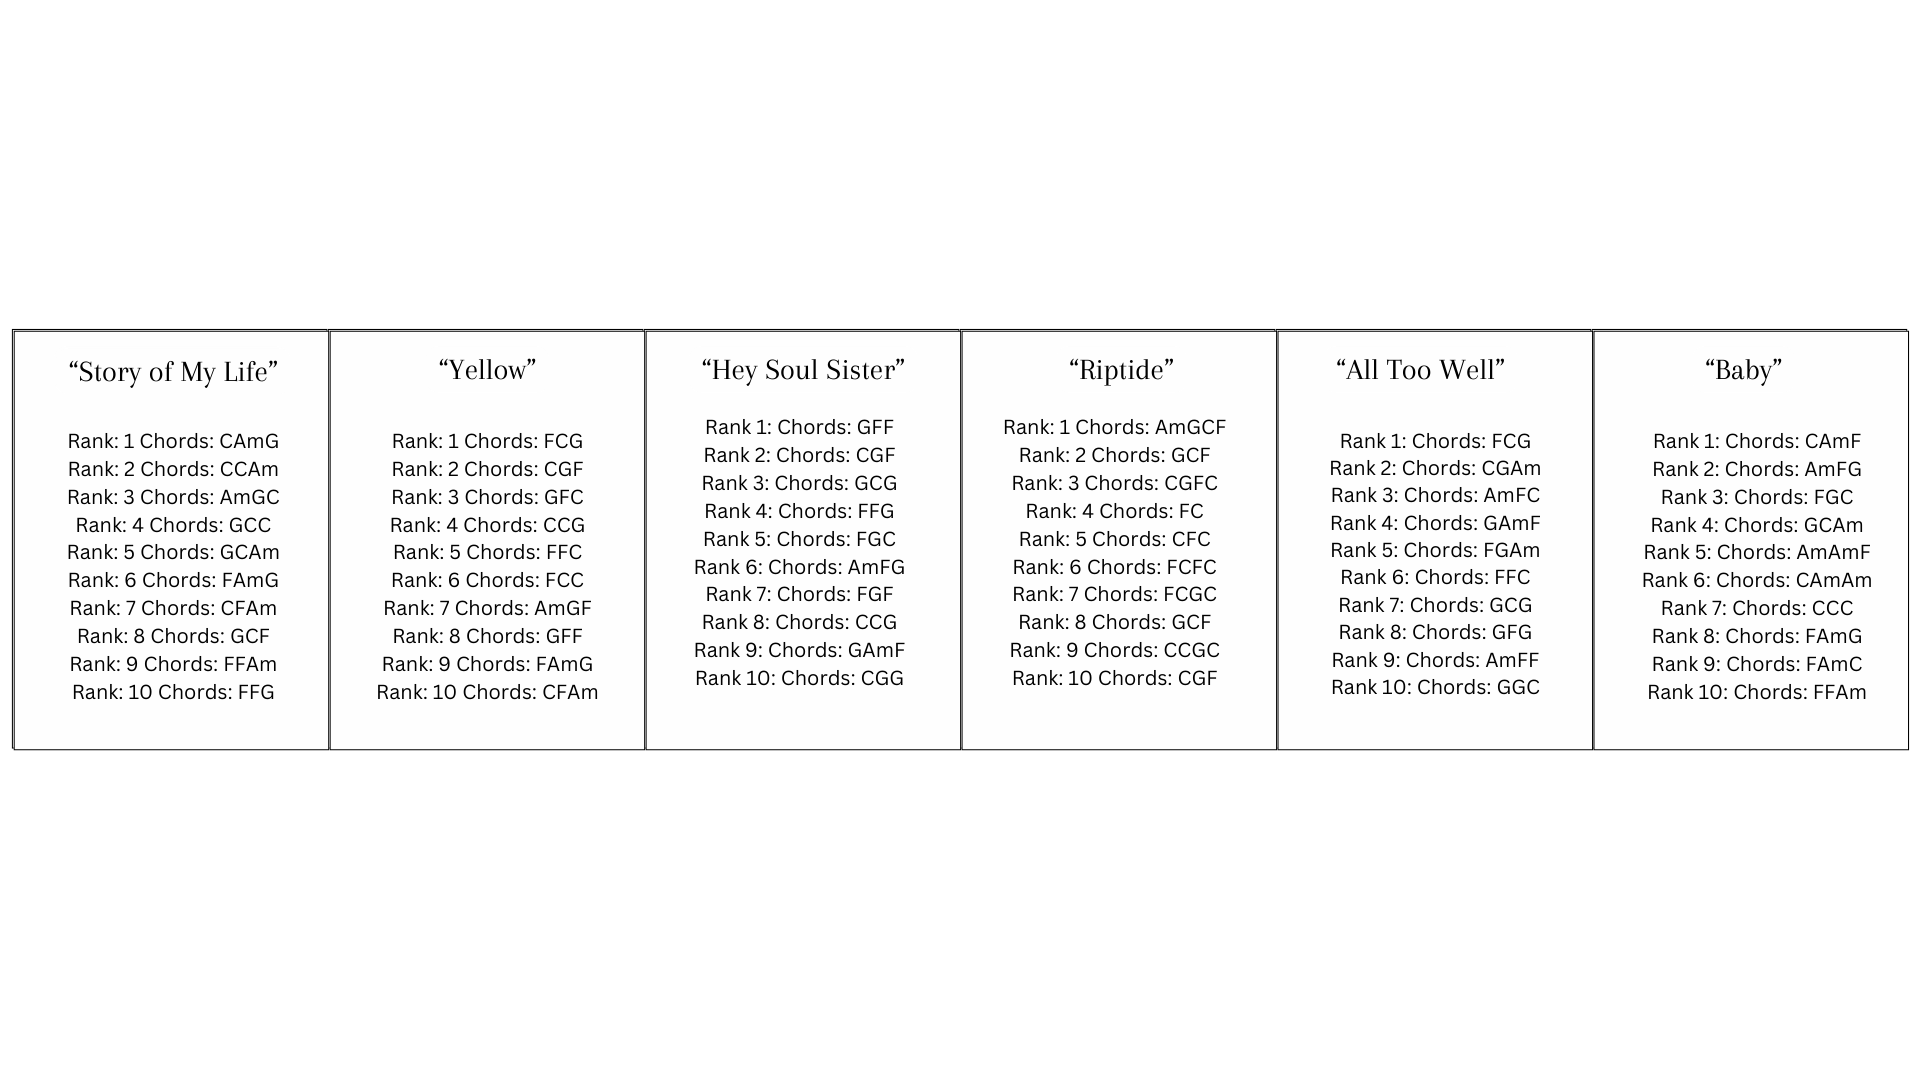 “Story of My Life”
Rank: 1 Chords: CAmG
Rank: 2 Chords: CCAm
Rank: 3 Chords: AmGC
Rank: 4 Chords: GCC
Rank: 5 Chords: GCAm
Rank: 6 Chords: FAmG
Rank: 7 Chords: CFAm
Rank: 8 Chords: GCF
Rank: 9 Chords: FFAm
Rank: 10 Chords: FFG
“Yellow”
Rank: 1 Chords: FCG
Rank: 2 Chords: CGF
Rank: 3 Chords: GFC
Rank: 4 Chords: CCG
Rank: 5 Chords: FFC
Rank: 6 Chords: FCC
Rank: 7 Chords: AmGF
Rank: 8 Chords: GFF
Rank: 9 Chords: FAmG
Rank: 10 Chords: CFAm
“Hey Soul Sister”
Rank 1: Chords: GFF
Rank 2: Chords: CGF
Rank 3: Chords: GCG
Rank 4: Chords: FFG
Rank 5: Chords: FGC
Rank 6: Chords: AmFG
Rank 7: Chords: FGF
Rank 8: Chords: CCG
Rank 9: Chords: GAmF
Rank 10: Chords: CGG
“Riptide”
Rank: 1 Chords: AmGCF
Rank: 2 Chords: GCF
Rank: 3 Chords: CGFC
Rank: 4 Chords: FC
Rank: 5 Chords: CFC
Rank: 6 Chords: FCFC
Rank: 7 Chords: FCGC
Rank: 8 Chords: GCF
Rank: 9 Chords: CCGC
Rank: 10 Chords: CGF
“All Too Well”
Rank 1: Chords: FCG
Rank 2: Chords: CGAm
Rank 3: Chords: AmFC
Rank 4: Chords: GAmF
Rank 5: Chords: FGAm
Rank 6: Chords: FFC
Rank 7: Chords: GCG
Rank 8: Chords: GFG
Rank 9: Chords: AmFF
Rank 10: Chords: GGC
“Baby”
Rank 1: Chords: CAmF
Rank 2: Chords: AmFG
Rank 3: Chords: FGC
Rank 4: Chords: GCAm
Rank 5: Chords: AmAmF
Rank 6: Chords: CAmAm
Rank 7: Chords: CCC
Rank 8: Chords: FAmG
Rank 9: Chords: FAmC
Rank 10: Chords: FFAm